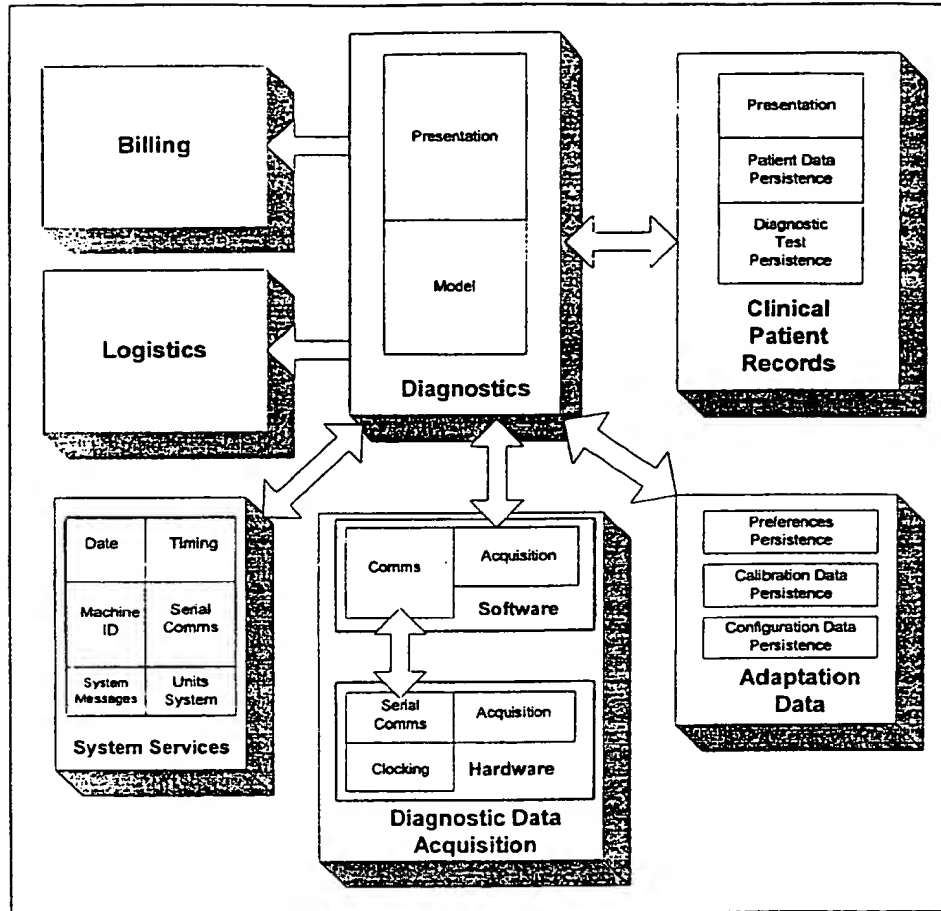 Billing
Logistics
Presentation
Model
Diagnostics
Presentation
Patient Data
Persistence
Diagnostic
Test
Persistence
Clinical
Patient
Records
Date
Timing
Machine
ID
Serial
Comms
System
Messages
Units
System
System Services
Comms
Acquisition
Software
Serial
Comms
Acquisition
Clocking
Hardware
Diagnostic Data
Acquisition
Preferences
Persistence
Calibration Data
Persistence
Configuration Data
Persistence
Adaptation
Data